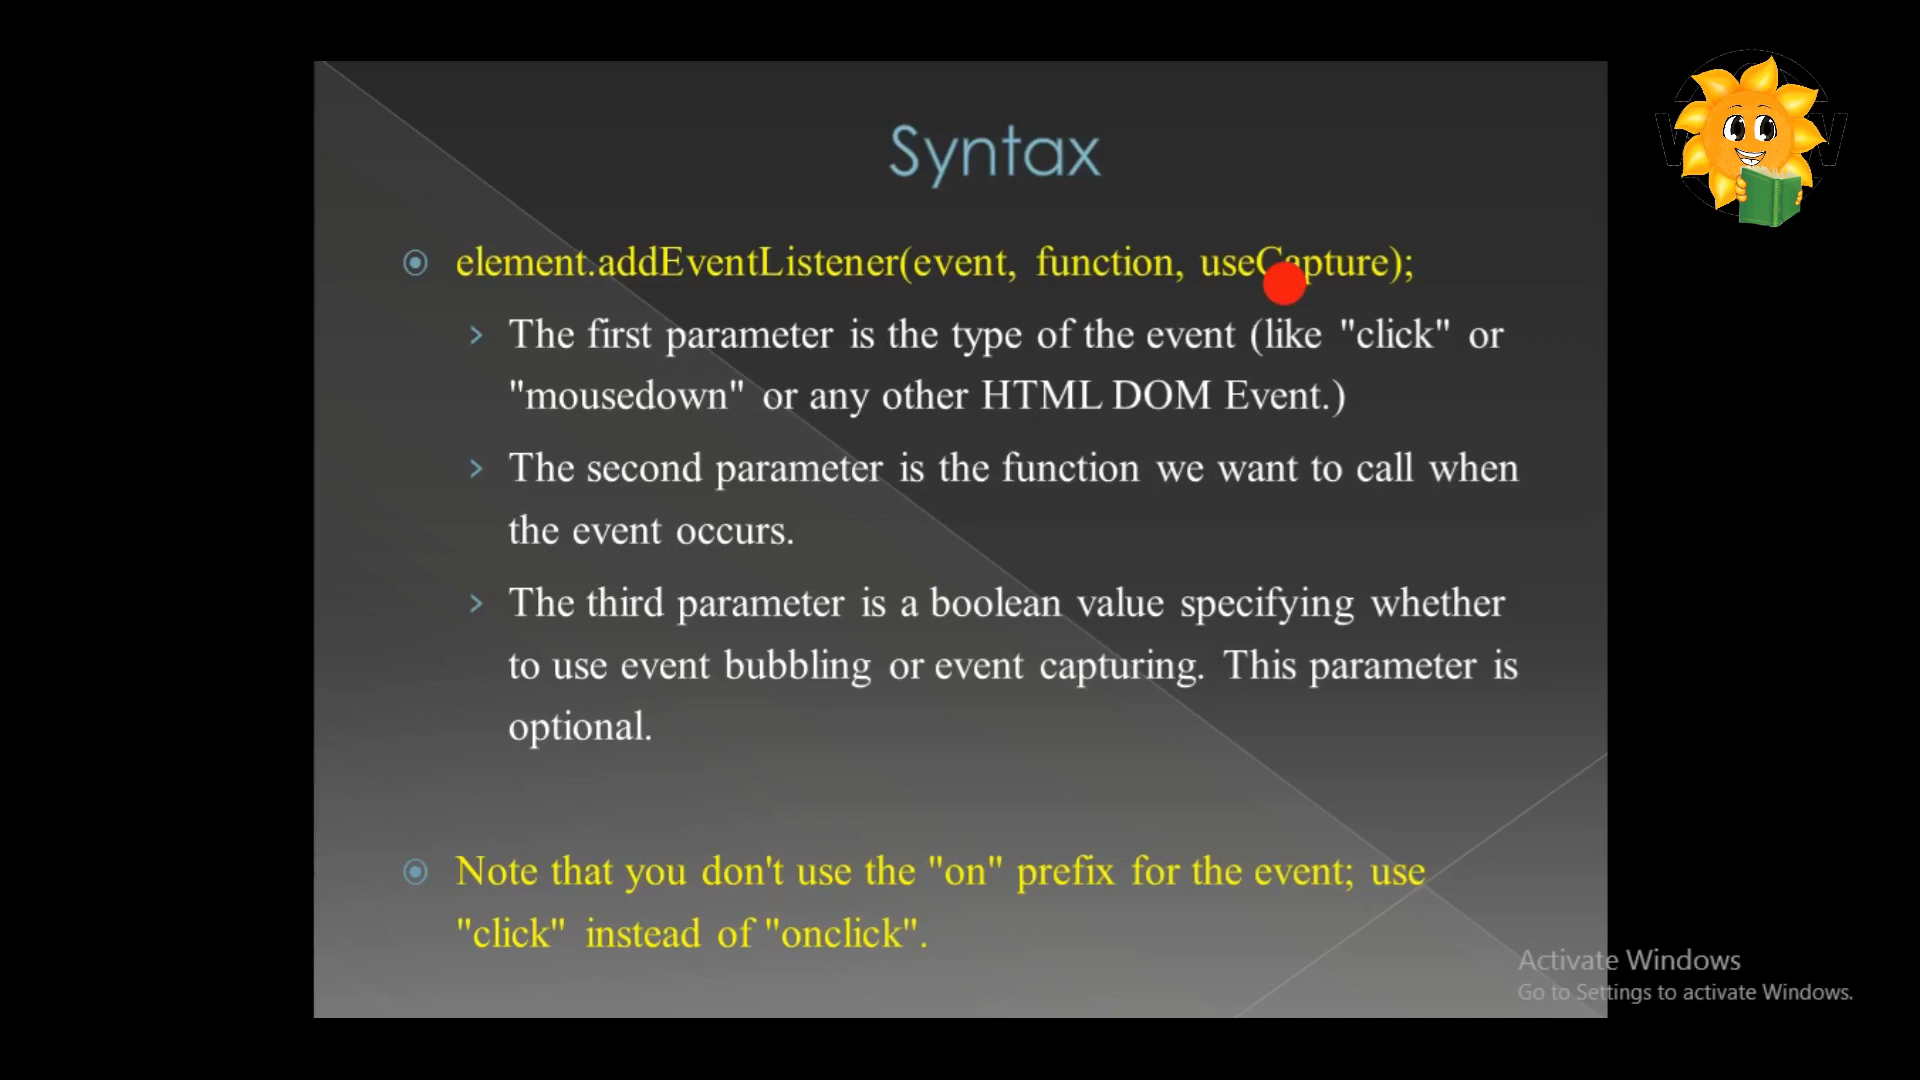 Syntax
element.addEventListener(event, function, useCapture);
The first parameter is the type of the event (like "click" or
"mousedown" or any other HTML DOM Event.)
The second parameter is the function we want to call when
the event occurs.
The third parameter is a boolean value specifying whether
to use event bubbling or event capturing. This parameter is
optional.
Note that you don't use the "on" prefix for the event; use
"click" instead of "onclick".
Activate Windows
Go to Settings to activate Windows.